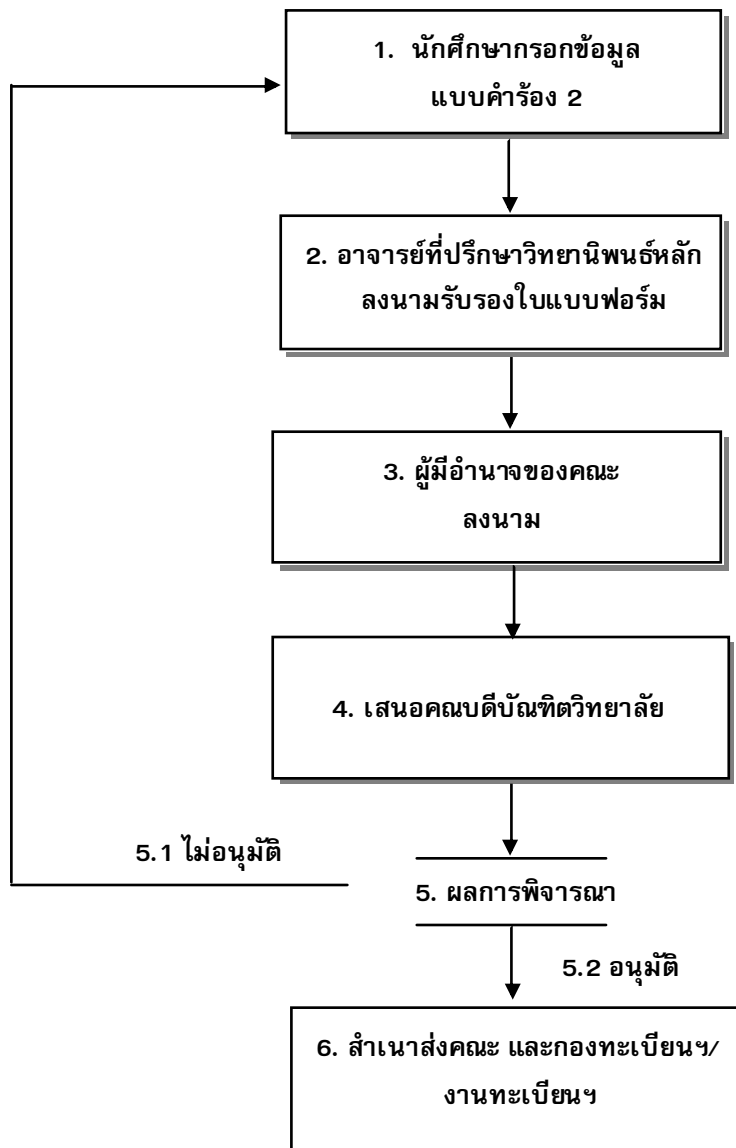 1. นักศึกษากรอกข้อมูล
แบบคำร้อง 2
2. อาจารย์ที่ปรึกษาวิทยานิพนธ์หลัก
ลงนามรับรองใบแบบฟอร์ม
3. ผู้มีอำนาจของคณะ
ลงนาม
4. เสนอคณบดีบัณฑิตวิทยาลัย
5.1 ไม่อนุมัติ
5. ผลการพิจารณา
5.2 อนุมัติ
6. สำเนาส่งคณะ และกองทะเบียนฯ/
งานทะเบียนฯ